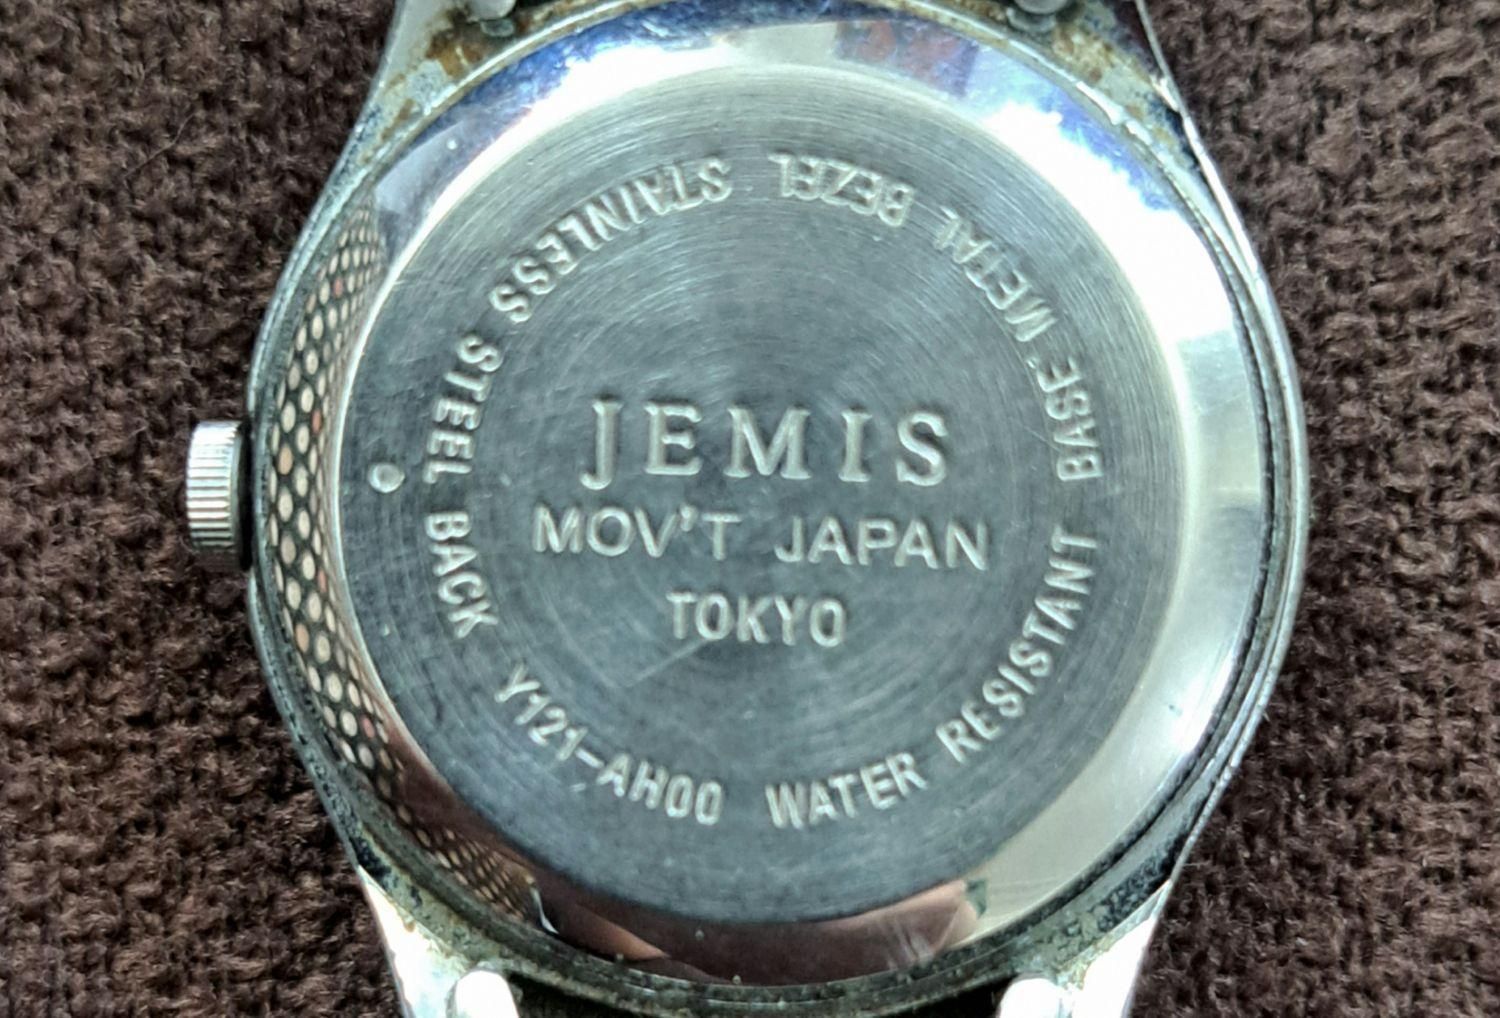 JEMIS
MOV'T JAPAN
TOKYO
STAINLESS STEEL BACK Y121-AH00 WATER RESISTANT BASE METAL BEZEL